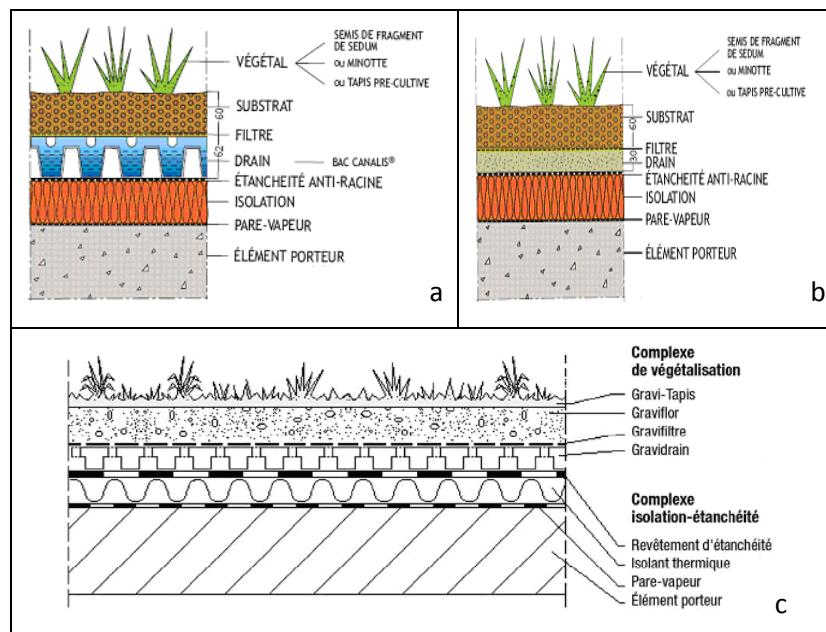 VÉGÉTAL
SEMIS DE FRAGMENT
DE SEDUM
ou MINOTTE
ou TAPIS PRE-CULTIVE
SUBSTRAT
60
FILTRE
DRAIN
BAC CANALIS®
62
ÉTANCHEITÉ ANTI-RACINE
ISOLATION
PARE-VAPEUR
ÉLÉMENT PORTEUR
a
VÉGÉTAL
SEMIS DE FRAGMENT
DE SEDUM
ou MINOTTE
ou TAPIS PRE-CULTIVE
SUBSTRAT
60
FILTRE
DRAIN
30
ÉTANCHEITÉ ANTI-RACINE
ISOLATION
PARE-VAPEUR
ÉLÉMENT PORTEUR
b
Complexe
de végétalisation
Gravi-Tapis
Graviflor
Gravifiltre
Gravidrain
Complexe
isolation-étanchéité
Revêtement d'étanchéité
Isolant thermique
Pare-vapeur
Élément porteur
c